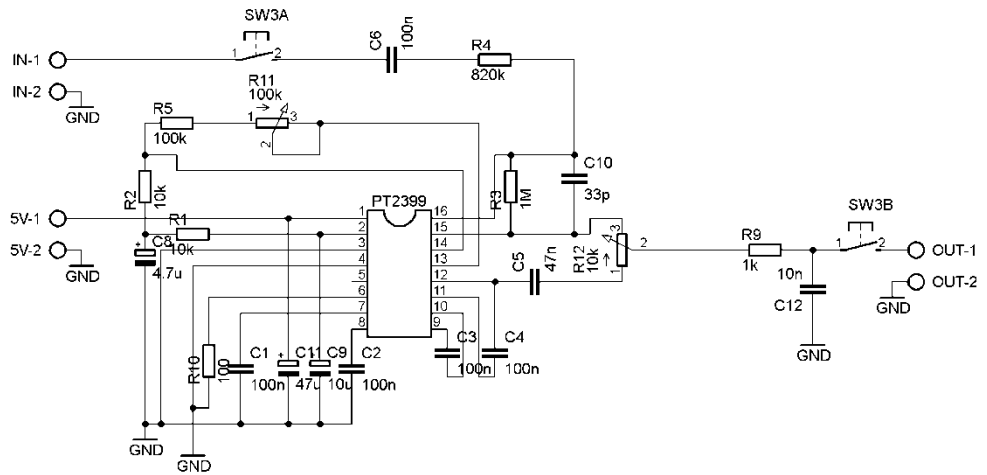 SW3A
IN-1
1
2
C6
100n
R4
820k
IN-2
GND
R11
100k
1
3
2
R5
100k
R2
10k
R3
1M
C10
33p
PT2399
5V-1
R1
10k
5V-2
GND
C8
4.7u
+
1
2
3
4
5
6
7
8
16
15
14
13
12
11
10
9
C5
47n
R12
10k
3
2
1
R9
1k
SW3B
1
2
OUT-1
OUT-2
GND
10n
C12
GND
R10
100
C1
100n
+
C11
47u
C9
10u
C2
100n
C3
100n
C4
100n
GND
GND